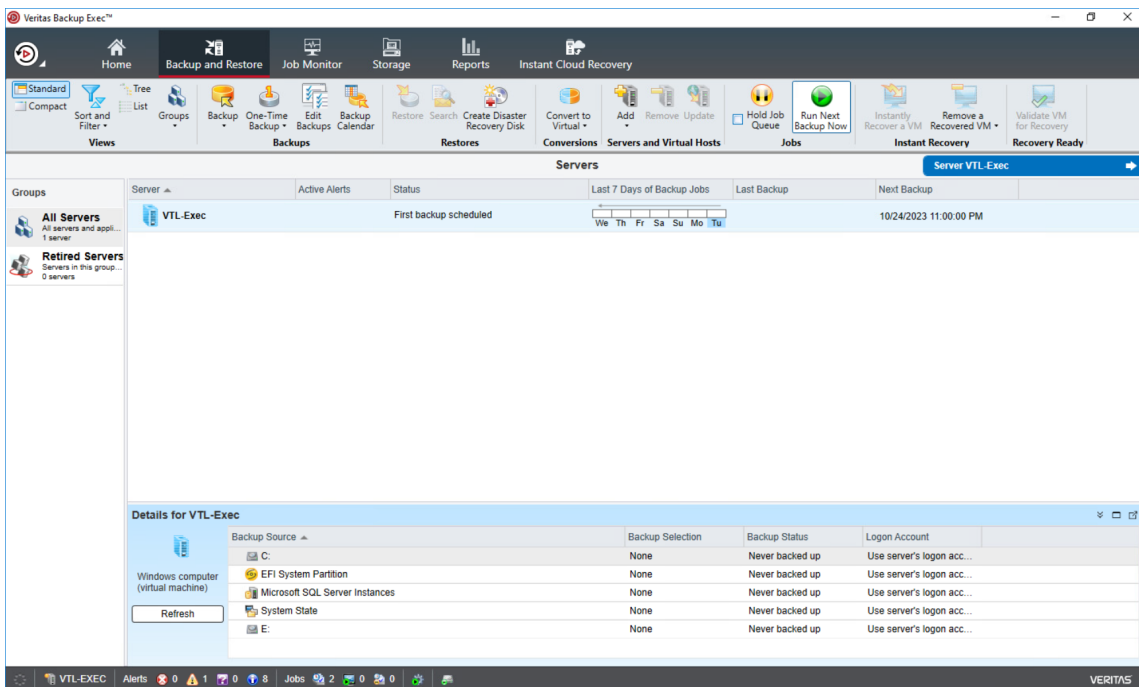 Veritas Backup Exec™
Home
Backup and Restore
Job Monitor
Storage
Reports
Instant Cloud Recovery
Standard
Compact
Sort and
Filter
Tree
List
Views
Groups
Backup
One-Time
Backup
Edit
Backups
Backup
Calendar
Backups
Restore
Search
Create Disaster
Recovery Disk
Restores
Convert to
Virtual
Conversions
Add
Remove
Update
Servers and Virtual Hosts
Hold Job
Queue
Run Next
Backup Now
Jobs
Instantly
Recover a VM
Remove a
Recovered VM
Instant Recovery
Validate VM
for Recovery
Recovery Ready
Servers
Server VTL-Exec
Groups
All Servers
All servers and appli...
1 server
Retired Servers
Servers in this group...
0 servers
Server Active Alerts Status Last 7 Days of Backup Jobs Last Backup Next Backup
VTL-Exec First backup scheduled We Th Fr Sa Su Mo Tu 10/24/2023 11:00:00 PM
Details for VTL-Exec
Windows computer
(virtual machine)
Refresh
Backup Source Backup Selection Backup Status Logon Account
C: None Never backed up Use server's logon acc...
EFI System Partition None Never backed up Use server's logon acc...
Microsoft SQL Server Instances None Never backed up Use server's logon acc...
System State None Never backed up Use server's logon acc...
E: None Never backed up Use server's logon acc...
VTL-EXEC Alerts 0 1 0 8 Jobs 2 0 0 VERITAS